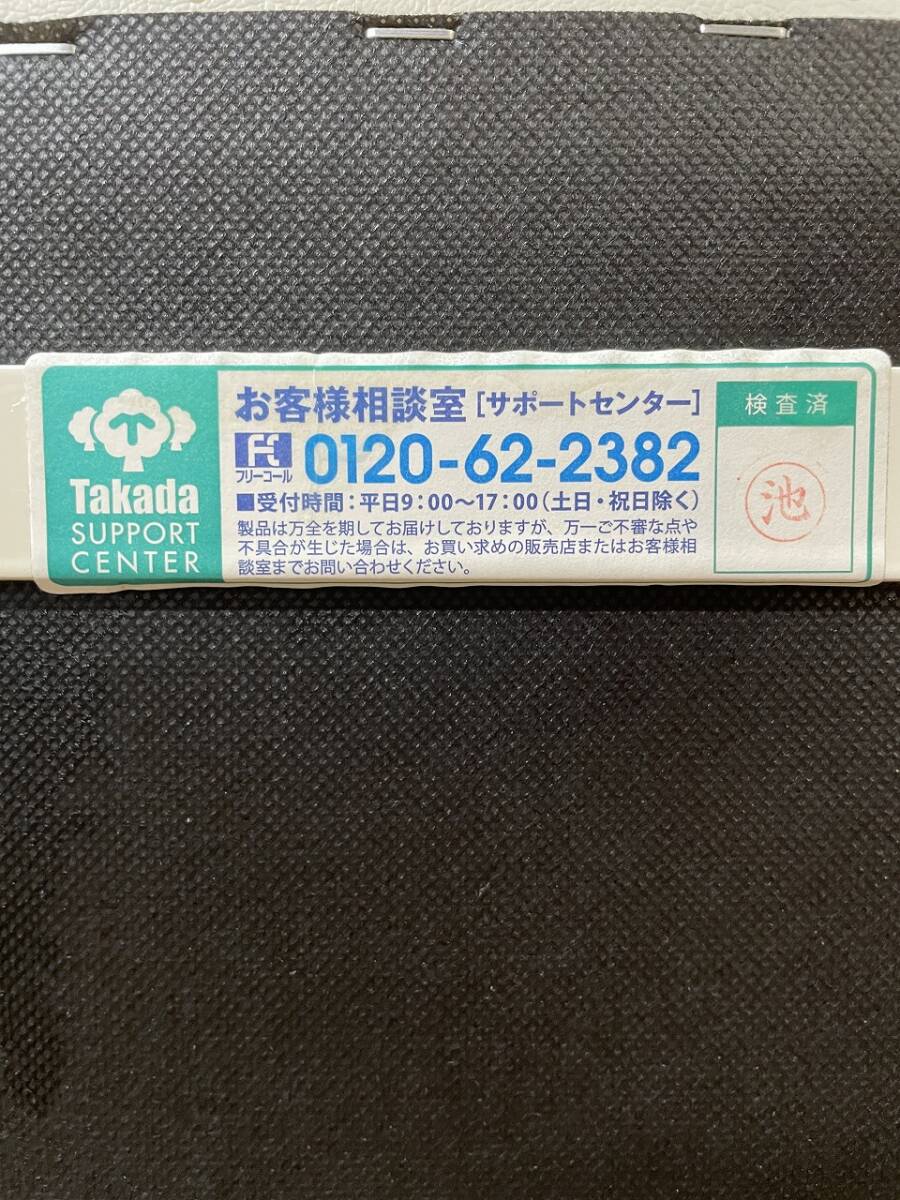 Takada
SUPPORT
CENTER
お客様相談室［サポートセンター］
フリーコール 0120-62-2382
■受付時間：平日9：00〜17：00（土日・祝日除く）
製品は万全を期してお届けしておりますが、万一ご不審な点や
不具合が生じた場合は、お買い求めの販売店またはお客様相
談室までお問い合わせください。
検査済
池